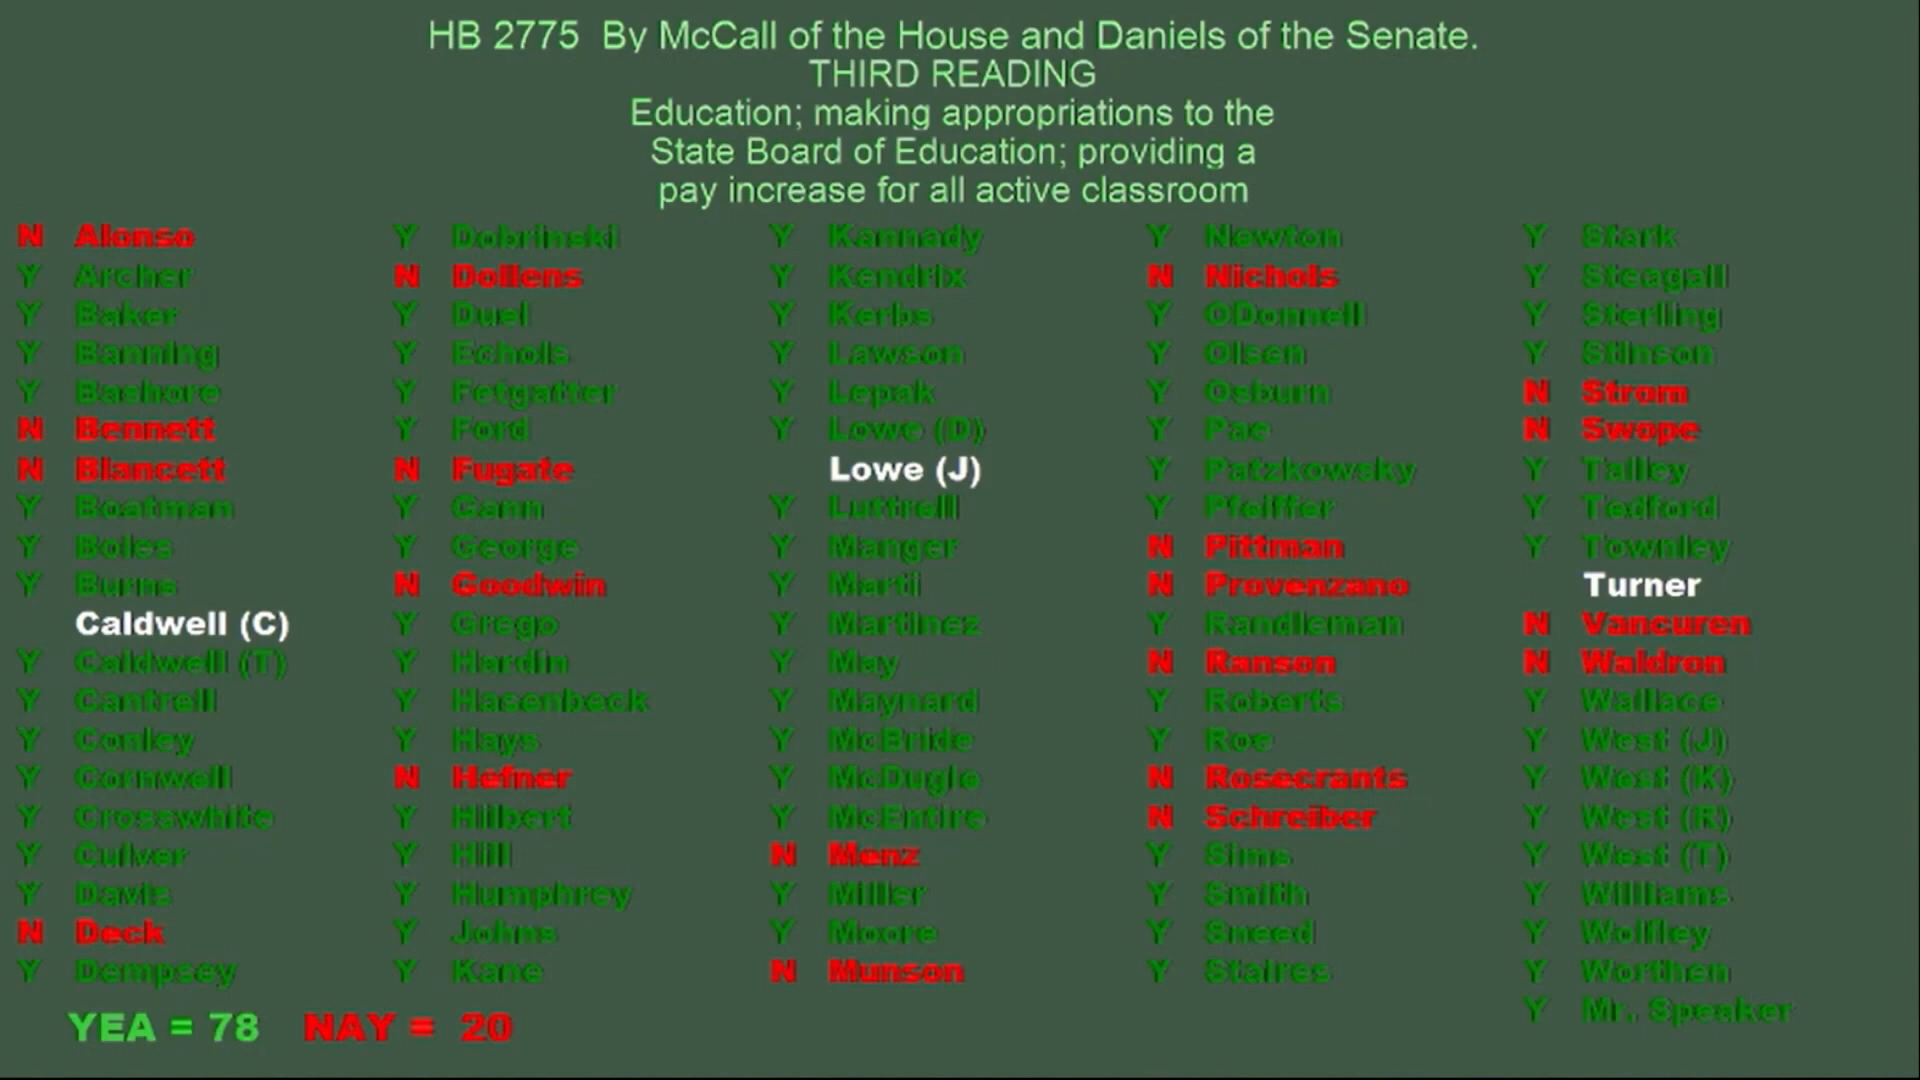 HB 2775 By McCall of the House and Daniels of the Senate.
THIRD READING
Education; making appropriations to the
State Board of Education; providing a
pay increase for all active classroom
N Alonso
Y Archer
Y Baker
Y Banning
Y Bashore
N Bennett
N Blancett
Y Boatman
Y Boles
Y Burns
Caldwell (C)
Y Caldwell (T)
Y Cantrell
Y Conley
Y Cornwell
Y Crosswhite
Y Culver
Y Davis
N Deck
Y Dempsey
Y Dobrinski
N Dollens
Y Duel
Y Echols
Y Fetgatter
Y Ford
N Fugate
Y Gann
Y George
N Goodwin
Y Grego
Y Hardin
Y Hasenbeck
Y Hays
N Hefner
Y Hilbert
Y Hill
Y Humphrey
Y Johns
Y Kane
Y Kannady
Y Kendrix
Y Kerbs
Y Lawson
Y Lepak
Y Lowe (D)
Lowe (J)
Y Luttrell
Y Manger
Y Marti
Y Martinez
Y May
Y Maynard
Y McBride
Y McDugle
Y McEntire
N Menz
Y Miller
Y Moore
N Munson
Y Newton
N Nichols
Y ODonnell
Y Olsen
Y Osburn
Y Pae
Y Patzkowsky
Y Pfeiffer
N Pittman
N Provenzano
Y Randleman
N Ranson
Y Roberts
Y Roe
N Rosecrants
N Schreiber
Y Sims
Y Smith
Y Sneed
Y Staires
Y Stark
Y Steagall
Y Sterling
Y Stinson
N Strom
N Swope
Y Talley
Y Tedford
Y Townley
Turner
N Vancuren
N Waldron
Y Wallace
Y West (J)
Y West (K)
Y West (R)
Y West (T)
Y Williams
Y Wolfley
Y Worthen
Y Mr. Speaker
YEA = 78 NAY = 20